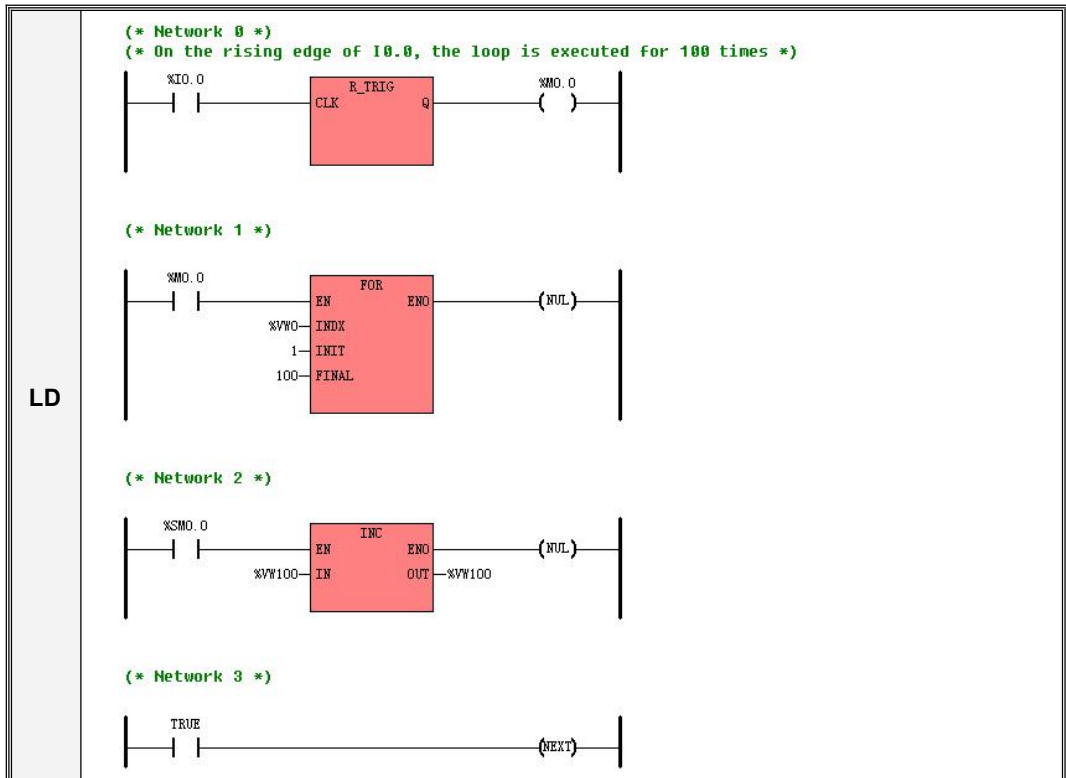 (* Network 0 *)
(* On the rising edge of I0.0, the loop is executed for 100 times *)
%I0.0
R_TRIG
%M0.0
CLK Q
( )
(* Network 1 *)
%M0.0
FOR
EN ENO
(NUL)
%VW0 INDX
1 INIT
100 FINAL
LD
(* Network 2 *)
%SM0.0
INC
EN ENO
(NUL)
%VW100 IN OUT %VW100
(* Network 3 *)
TRUE
(NEXT)